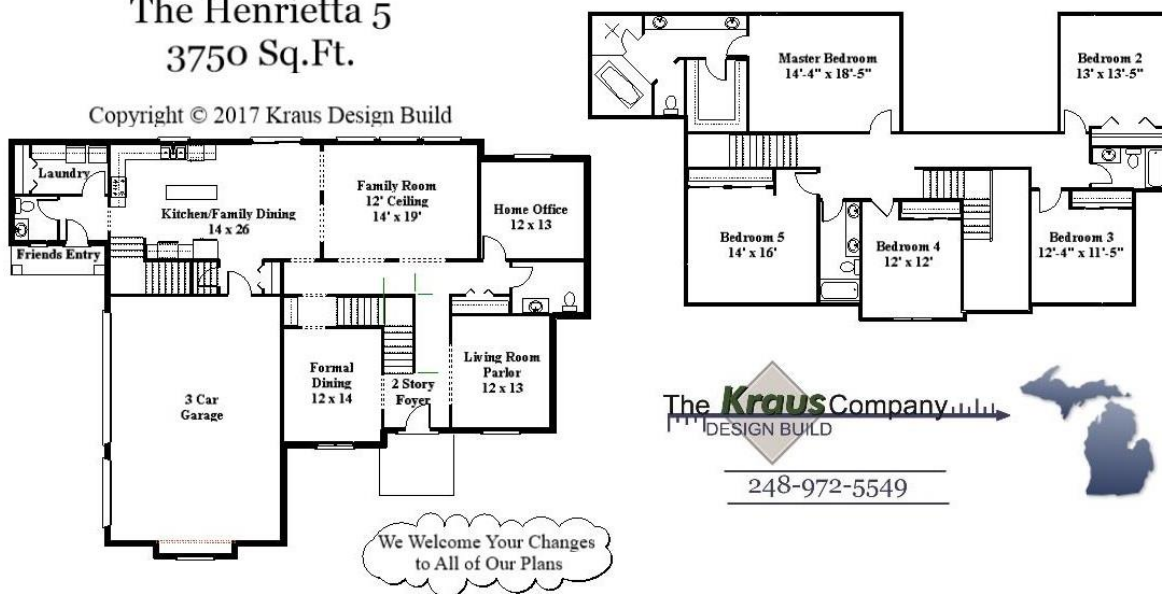 The Henrietta 5
3750 Sq.Ft.
Copyright © 2017 Kraus Design Build
Laundry
Kitchen/Family Dining
14 x 26
Family Room
12' Ceiling
14' x 19'
Home Office
12 x 13
Friends Entry
3 Car
Garage
Formal
Dining
12 x 14
2 Story
Foyer
Living Room
Parlor
12 x 13
Master Bedroom
14'-4" x 18'-5"
Bedroom 2
13' x 13'-5"
Bedroom 5
14' x 16'
Bedroom 4
12' x 12'
Bedroom 3
12'-4" x 11'-5"
The Kraus Company
DESIGN BUILD
248-972-5549
We Welcome Your Changes
to All of Our Plans